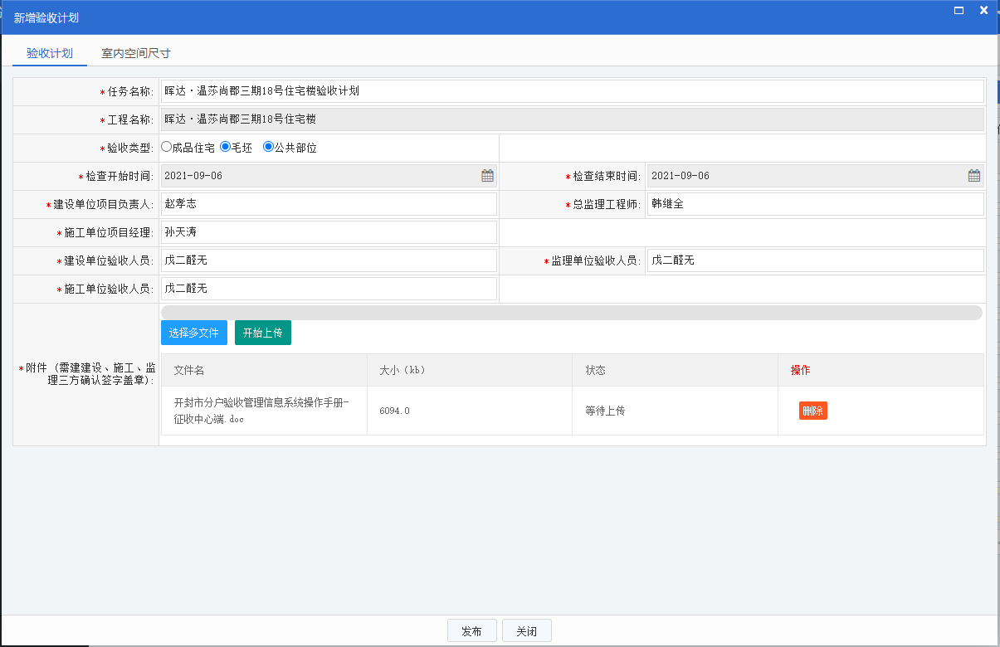 新增验收计划
验收计划 室内空间尺寸
*任务名称: 晖达·温莎尚郡三期18号住宅楼验收计划
*工程名称: 晖达·温莎尚郡三期18号住宅楼
*验收类型: 成品住宅 毛坯 公共部位
*检查开始时间: 2021-09-06 *检查结束时间: 2021-09-06
*建设单位项目负责人: 赵孝志 *总监理工程师: 韩继全
*施工单位项目经理: 孙天涛
*建设单位验收人员: 戊二醛无 *监理单位验收人员: 戊二醛无
*施工单位验收人员: 戊二醛无
选择多文件 开始上传
*附件（需建建设、施工、监
理三方确认签字盖章）:
文件名 大小（kb） 状态 操作
开封市分户验收管理信息系统操作手册-
征收中心端.doc 6094.0 等待上传 删除
发布 关闭